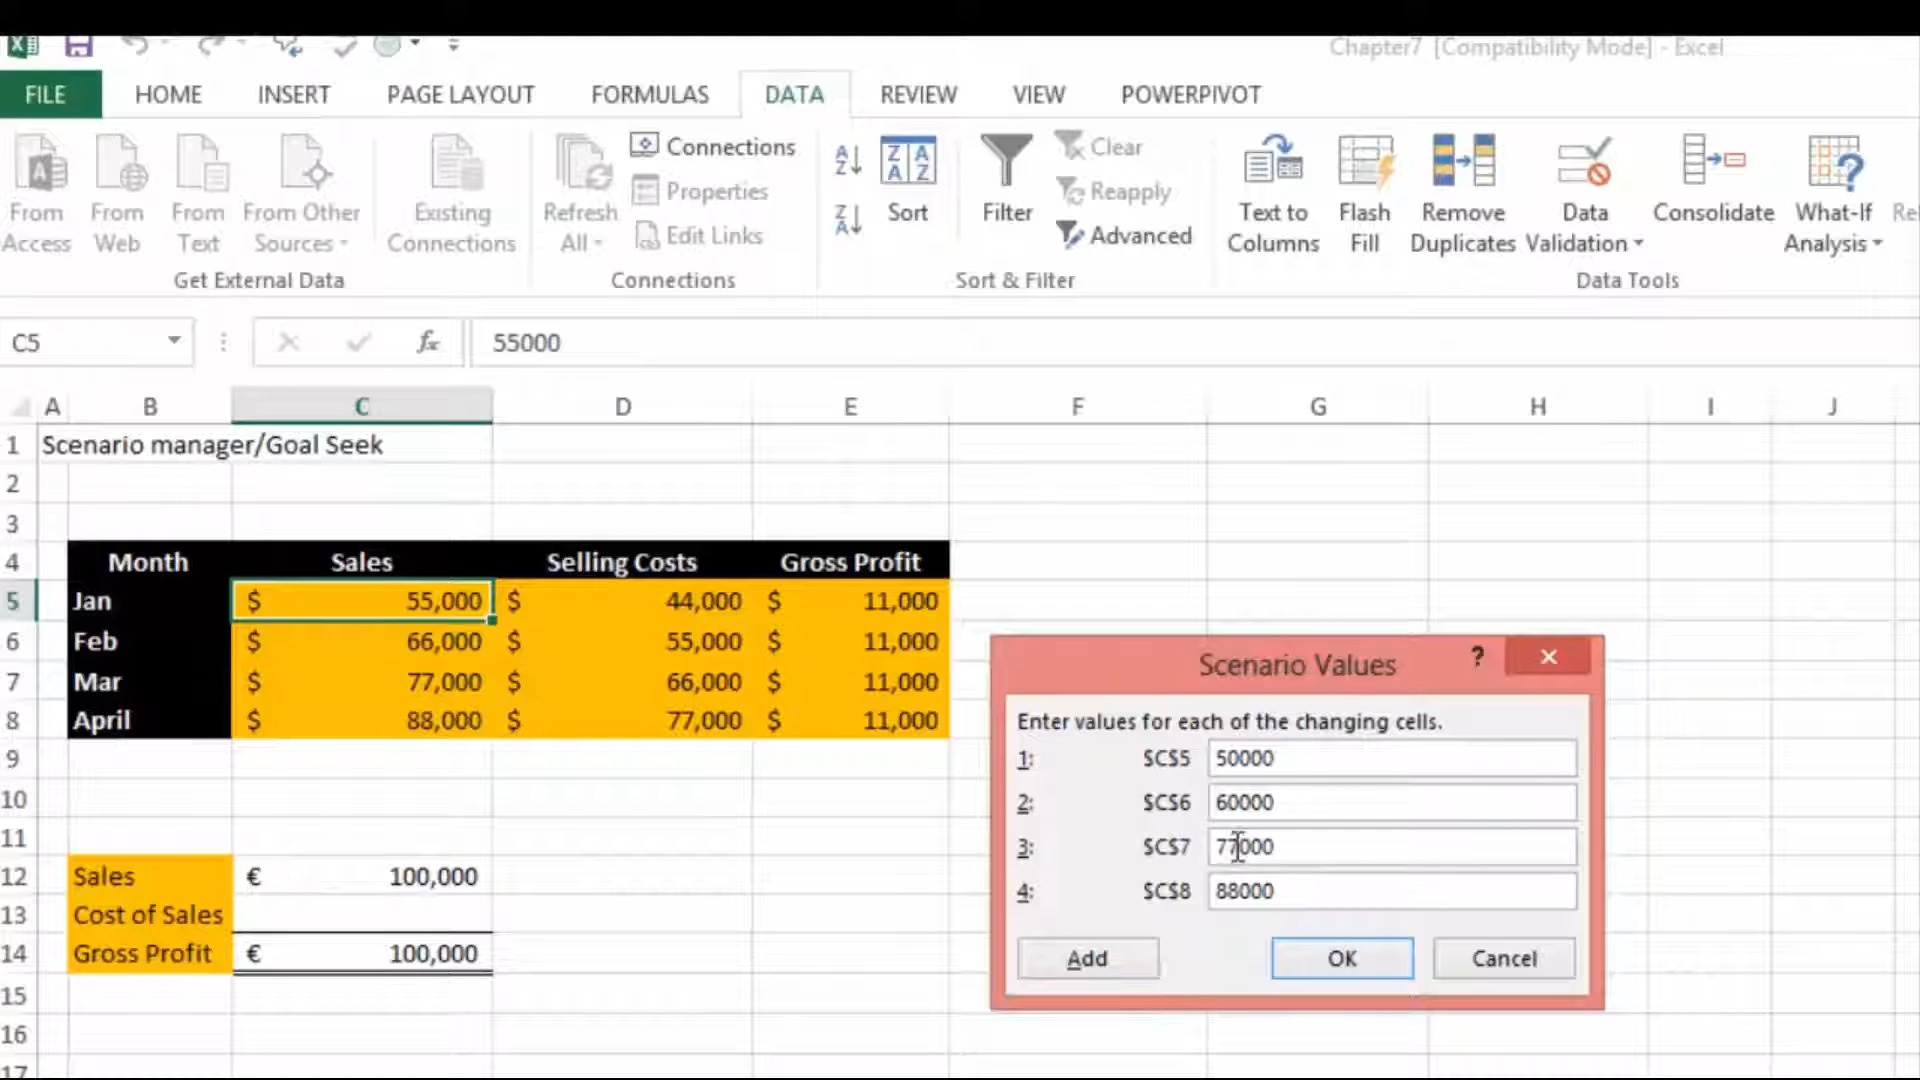 Chapter7 [Compatibility Mode] - Excel
FILE HOME INSERT PAGE LAYOUT FORMULAS DATA REVIEW VIEW POWERPIVOT
From Access
From Web
From Text
From Other Sources
Existing Connections
Get External Data
Refresh All
Connections
Properties
Edit Links
Connections
Sort
Filter
Clear
Reapply
Advanced
Sort & Filter
Text to Columns
Flash Fill
Remove Duplicates
Data Validation
Consolidate
What-If Analysis
Data Tools
C5 fx 55000
A B C D E F G H I J
1 Scenario manager/Goal Seek
2
3
4 Month Sales Selling Costs Gross Profit
5 Jan $ 55,000 $ 44,000 $ 11,000
6 Feb $ 66,000 $ 55,000 $ 11,000
7 Mar $ 77,000 $ 66,000 $ 11,000
8 April $ 88,000 $ 77,000 $ 11,000
9
10
11
12 Sales € 100,000
13 Cost of Sales
14 Gross Profit € 100,000
15
16
17
Scenario Values ?
Enter values for each of the changing cells.
1: $C$5 50000
2: $C$6 60000
3: $C$7 77000
4: $C$8 88000
Add OK Cancel